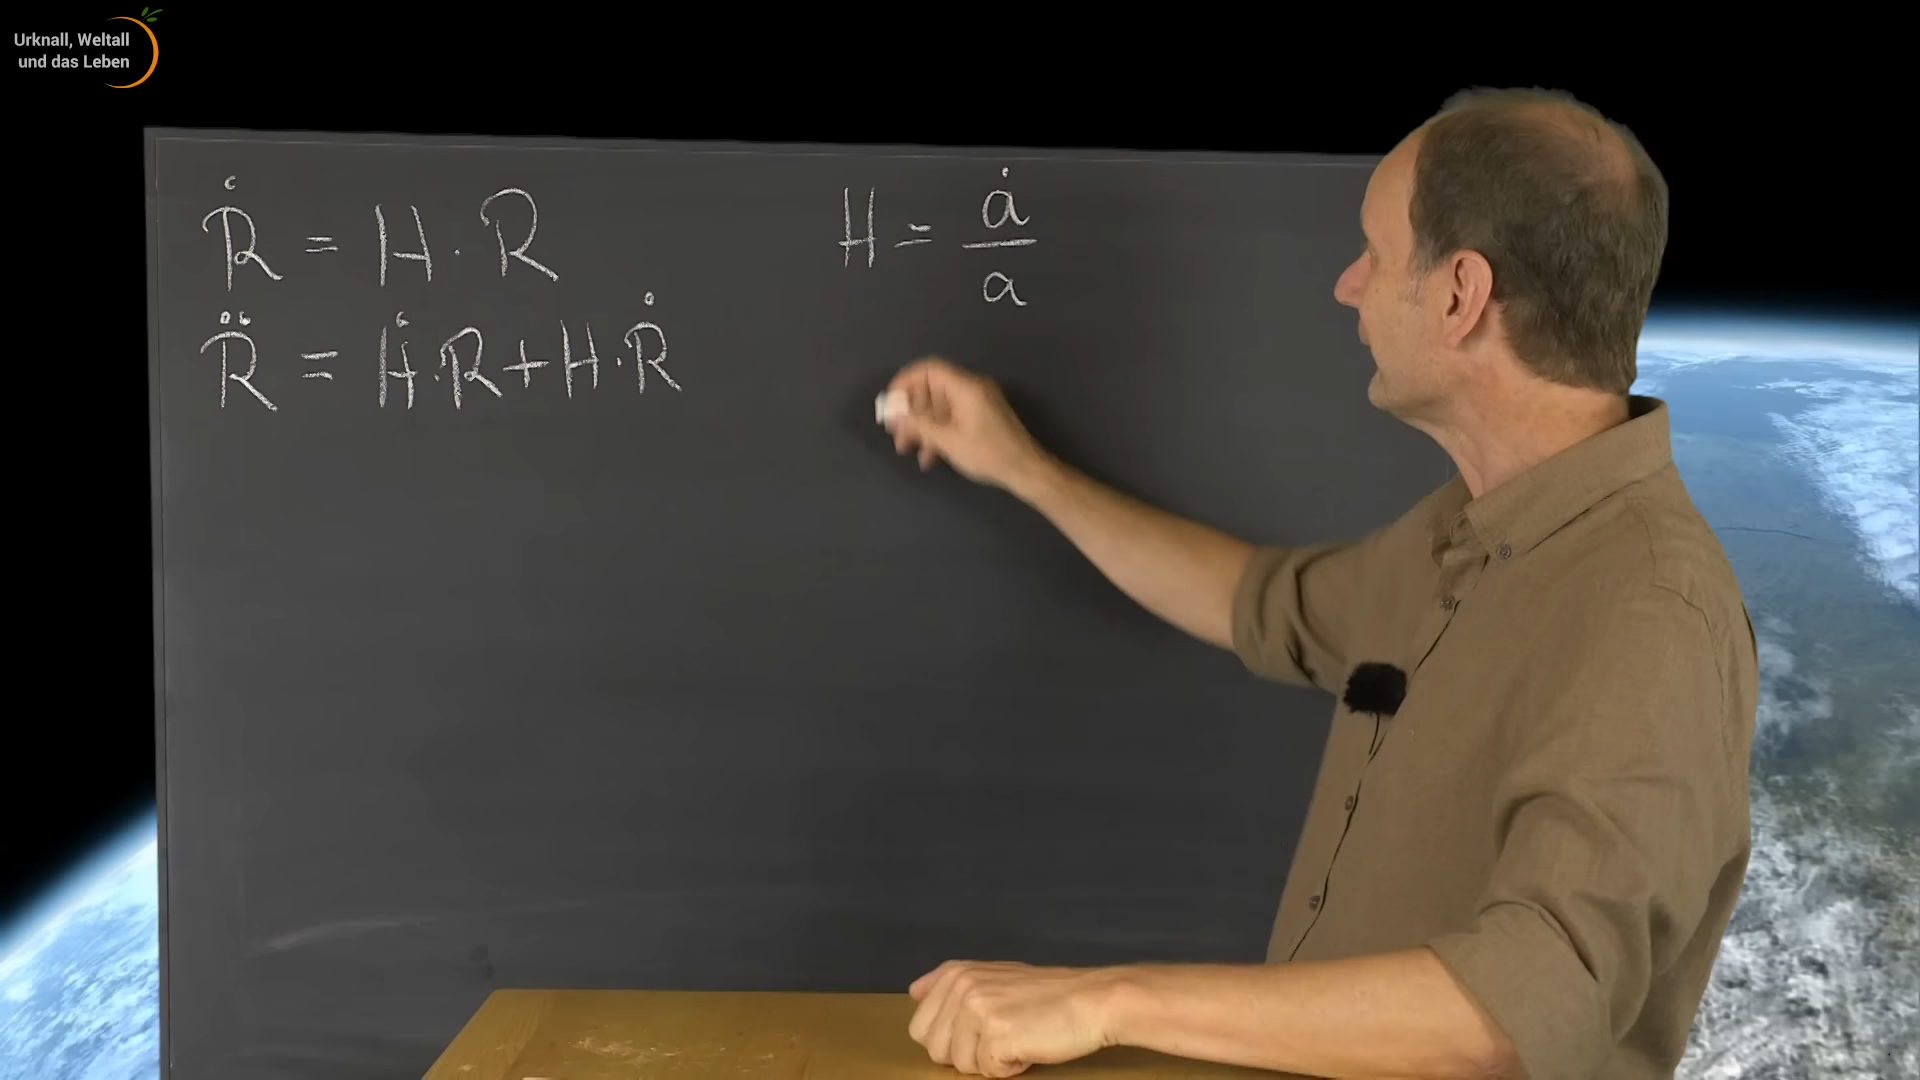 Urknall, Weltall
und das Leben
Ṙ = H · R
R̈ = Ḣ · R + H · Ṙ
H = ȧ / a